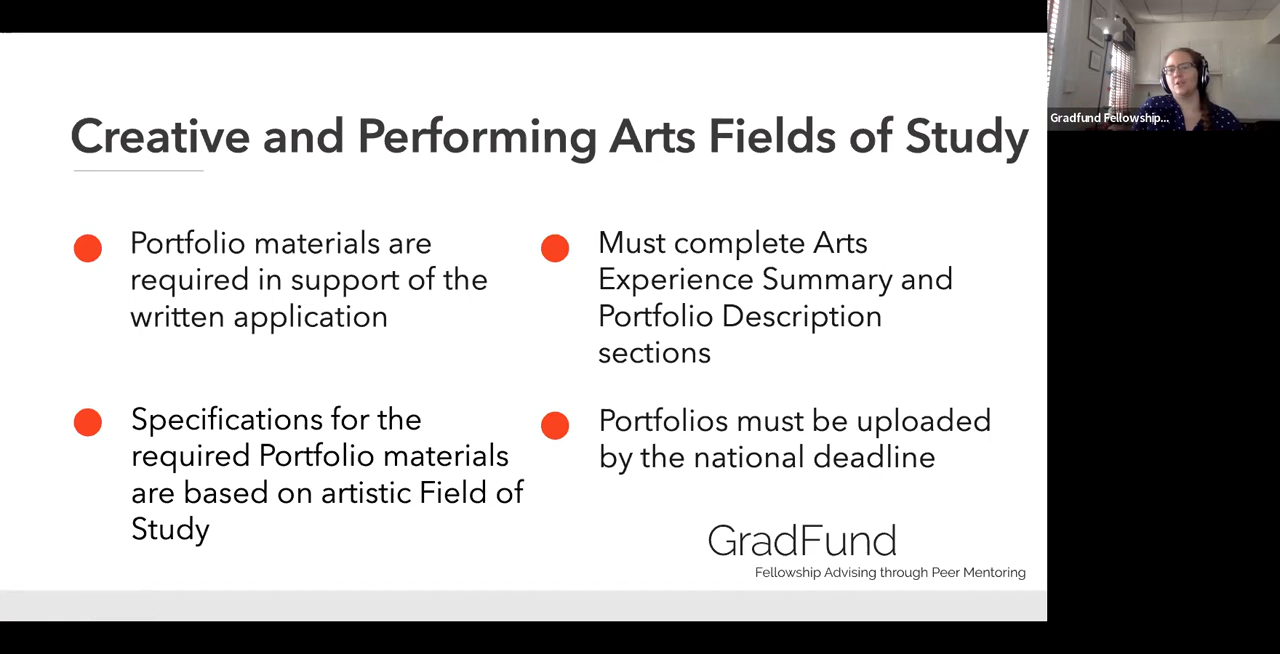 Creative and Performing Arts Fields of Study
Portfolio materials are
required in support of the
written application
Must complete Arts
Experience Summary and
Portfolio Description
sections
Specifications for the
required Portfolio materials
are based on artistic Field of
Study
Portfolios must be uploaded
by the national deadline
GradFund
Fellowship Advising through Peer Mentoring
Gradfund Fellowship...